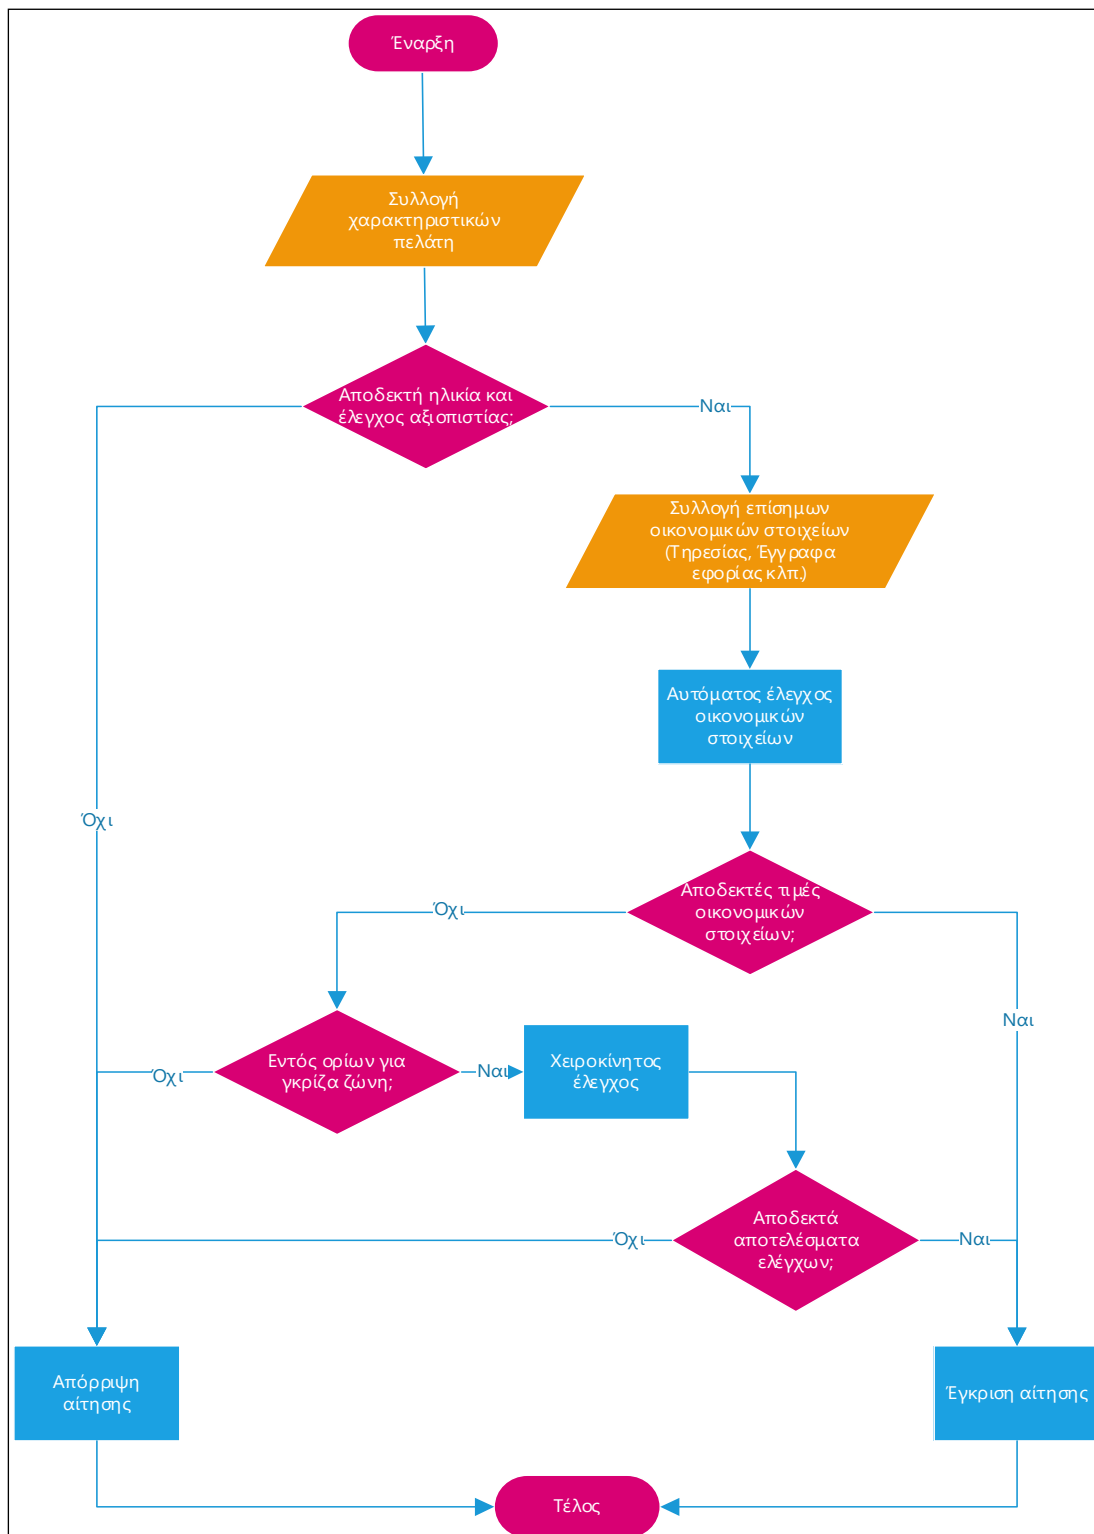 Έναρξη
Συλλογή
χαρακτηριστικών
πελάτη
Αποδεκτή ηλικία και
έλεγχος αξιοπιστίας;
Ναι
Συλλογή επίσημων
οικονομικών στοιχείων
(Τηρεσίας, Έγγραφα
εφορίας κλπ.)
Αυτόματος έλεγχος
οικονομικών
στοιχείων
Όχι
Αποδεκτές τιμές
οικονομικών
στοιχείων;
Όχι
Ναι
Εντός ορίων για
γκρίζα ζώνη;
Όχι
Ναι
Χειροκίνητος
έλεγχος
Αποδεκτά
αποτελέσματα
ελέγχων;
Όχι
Ναι
Απόρριψη
αίτησης
Έγκριση αίτησης
Τέλος